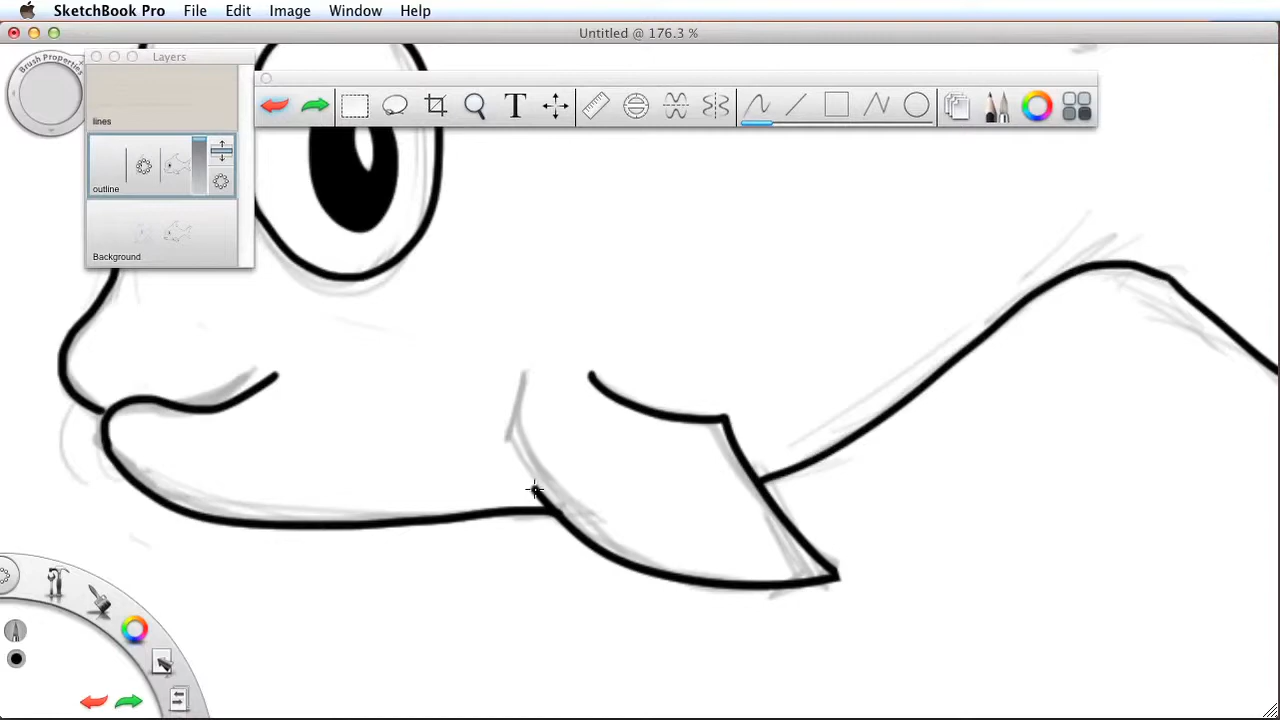 SketchBook Pro File Edit Image Window Help
Untitled @ 176.3 %
Brush Properties
Layers
lines
T
outline
Background